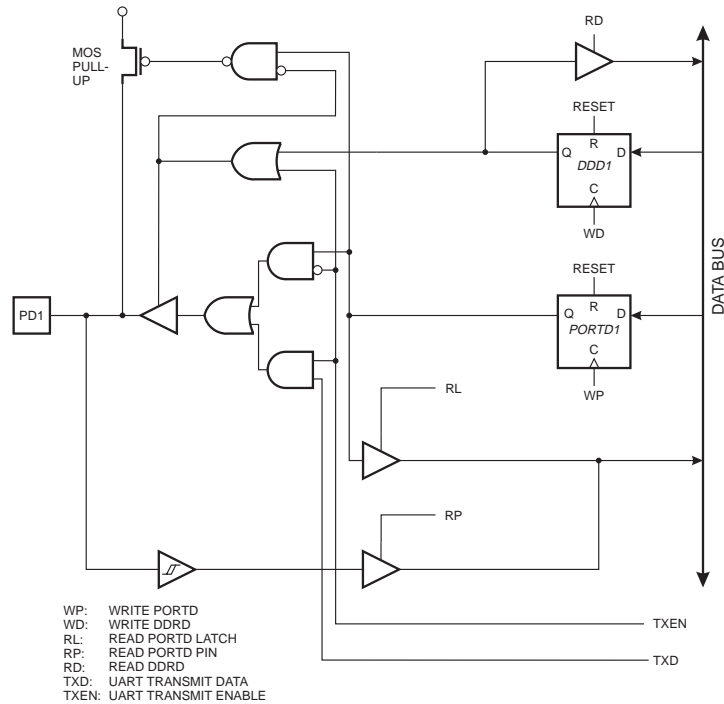 RD
MOS
PULL-
UP
RESET
R
Q
D
DDD1
C
WD
RESET
R
Q
D
PORTD1
C
WP
DATA BUS
PD1
RL
RP
TXEN
TXD
WP: WRITE PORTD
WD: WRITE DDRD
RL: READ PORTD LATCH
RP: READ PORTD PIN
RD: READ DDRD
TXD: UART TRANSMIT DATA
TXEN: UART TRANSMIT ENABLE